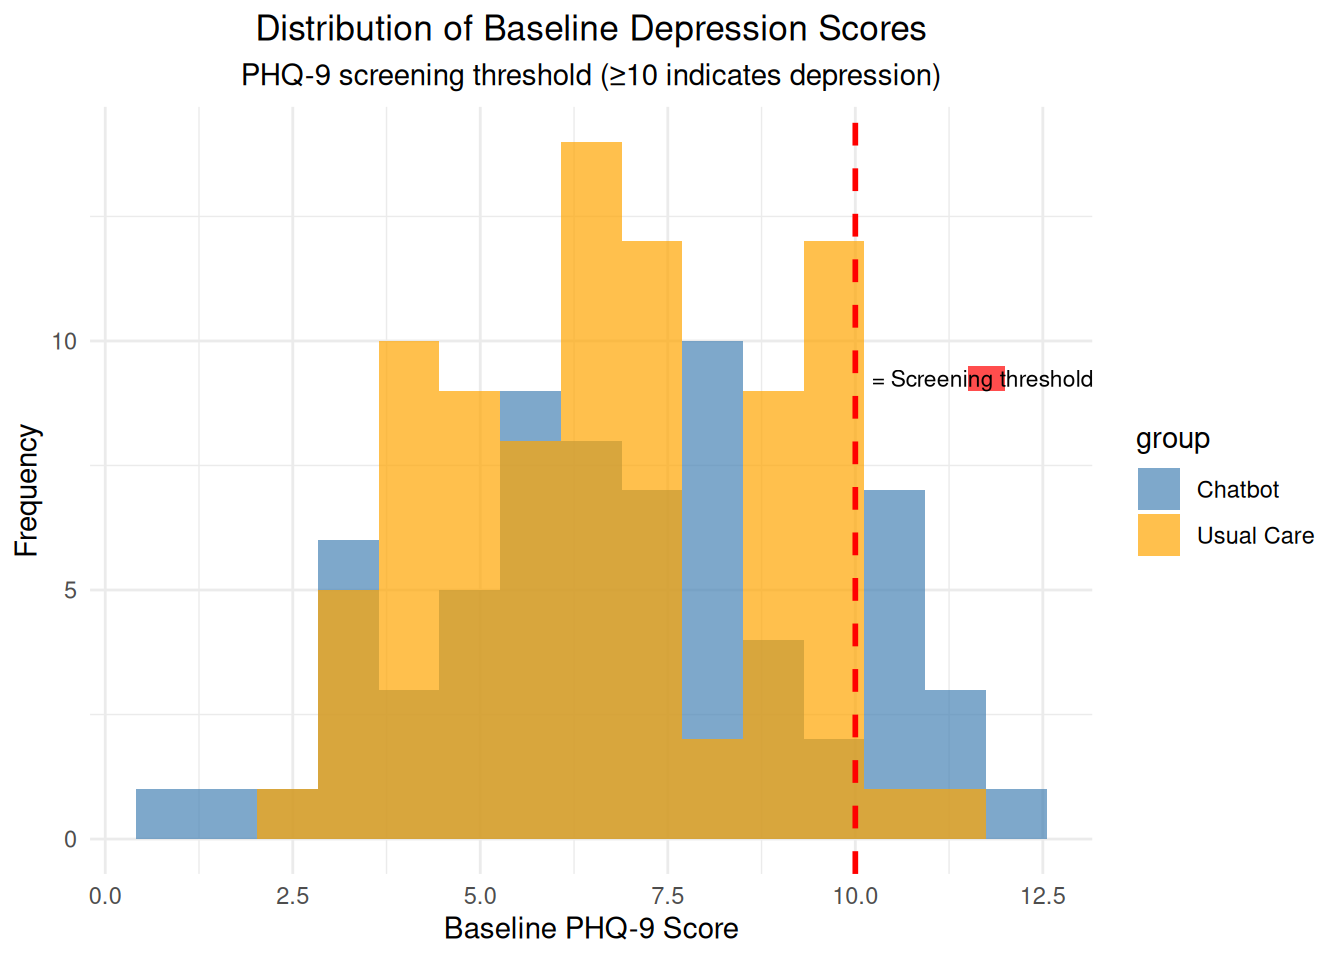 Distribution of Baseline Depression Scores
PHQ-9 screening threshold (≥10 indicates depression)
Frequency
10
5
0
= Screening threshold
group
Chatbot
Usual Care
0.0
2.5
5.0
7.5
10.0
12.5
Baseline PHQ-9 Score